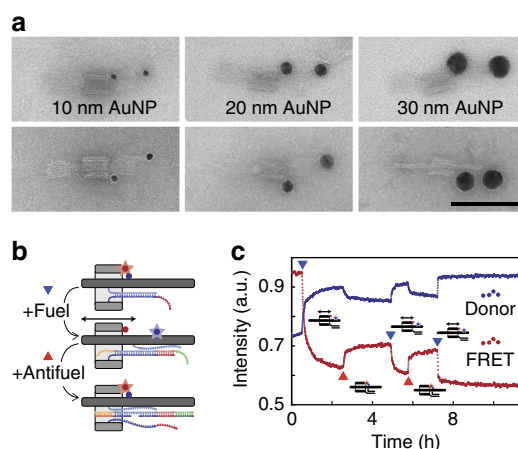 a
10 nm AuNP 20 nm AuNP 30 nm AuNP
b
+Fuel
+Antifuel
c
Intensity (a.u.)
0.9
0.7
0.5
Donor
FRET
0 4 8
Time (h)